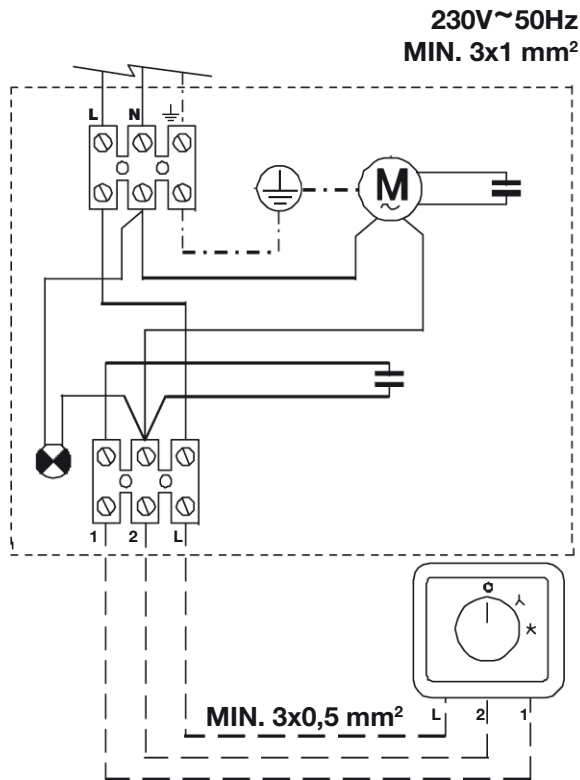 230V~50Hz
MIN. 3x1 mm²
L N
M
1 2 L
MIN. 3x0,5 mm²
L 2 1